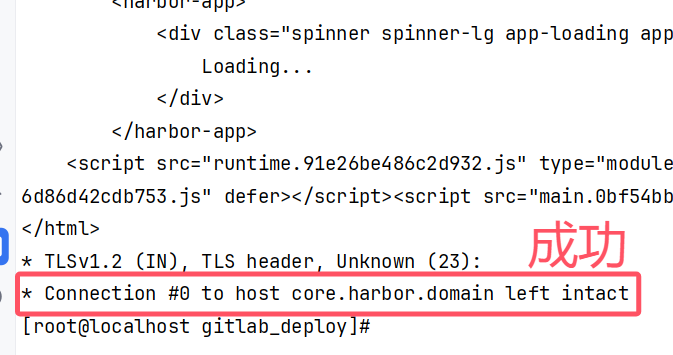 <harbor-app>
<div class="spinner spinner-lg app-loading app
Loading...
</div>
</harbor-app>
<script src="runtime.91e26be486c2d932.js" type="module
6d86d42cdb753.js" defer></script><script src="main.0bf54bb
</html>
* TLSv1.2 (IN), TLS header, Unknown (23):
成功
* Connection #0 to host core.harbor.domain left intact
[root@localhost gitlab_deploy]#